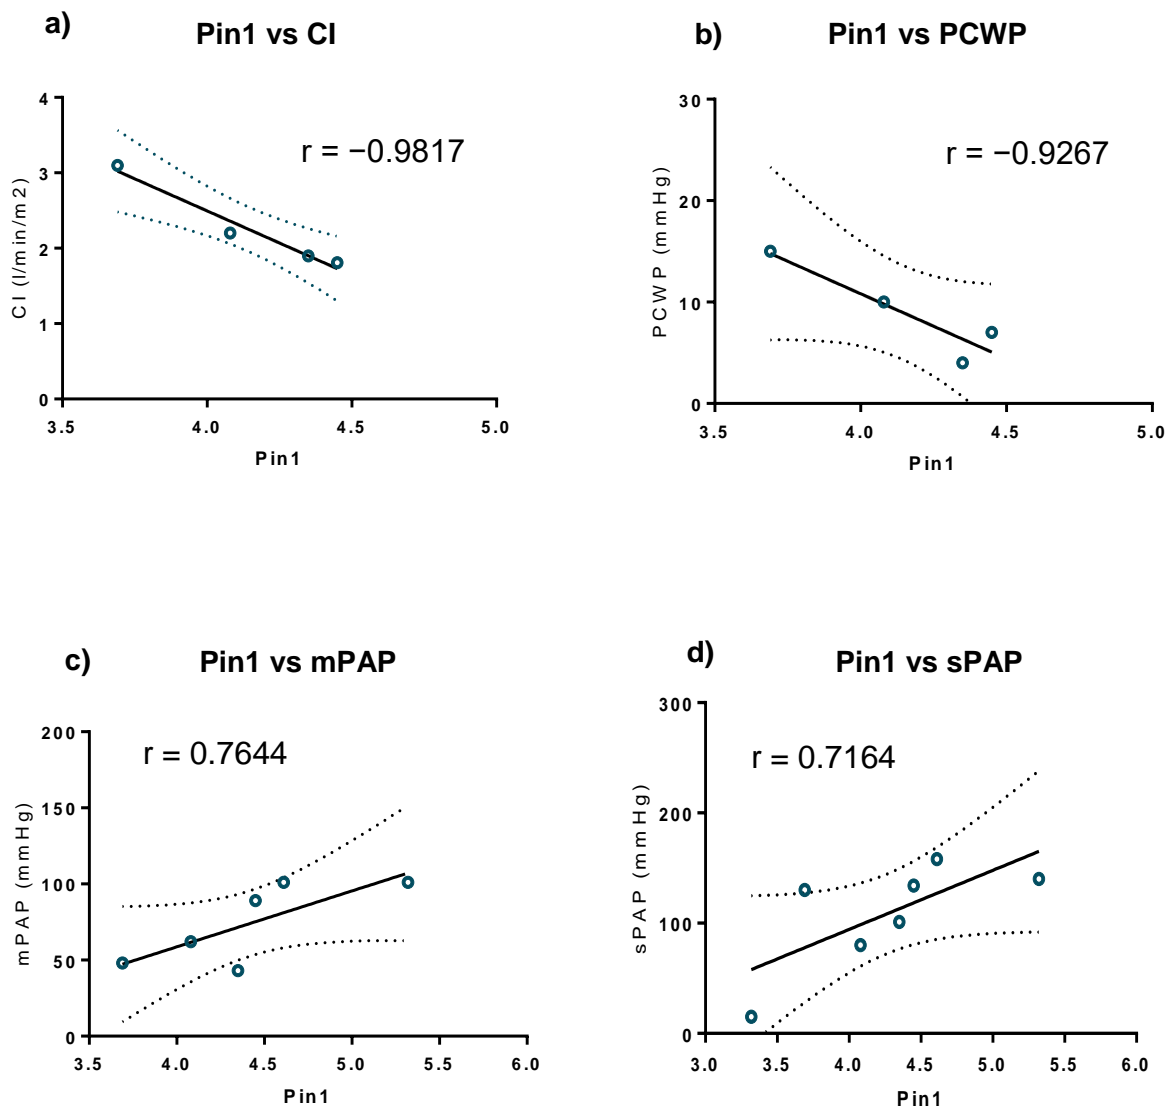 a)
Pin1 vs CI
4
3
2
1
0
CI (l/min/m2)
r = −0.9817
3.5 4.0 4.5 5.0
Pin1
b)
Pin1 vs PCWP
30
20
10
0
PCWP (mmHg)
r = −0.9267
3.5 4.0 4.5 5.0
Pin1
c)
Pin1 vs mPAP
200
150
100
50
0
mPAP (mmHg)
r = 0.7644
3.5 4.0 4.5 5.0 5.5 6.0
Pin1
d)
Pin1 vs sPAP
300
200
100
0
sPAP (mmHg)
r = 0.7164
3.0 3.5 4.0 4.5 5.0 5.5 6.0
Pin1